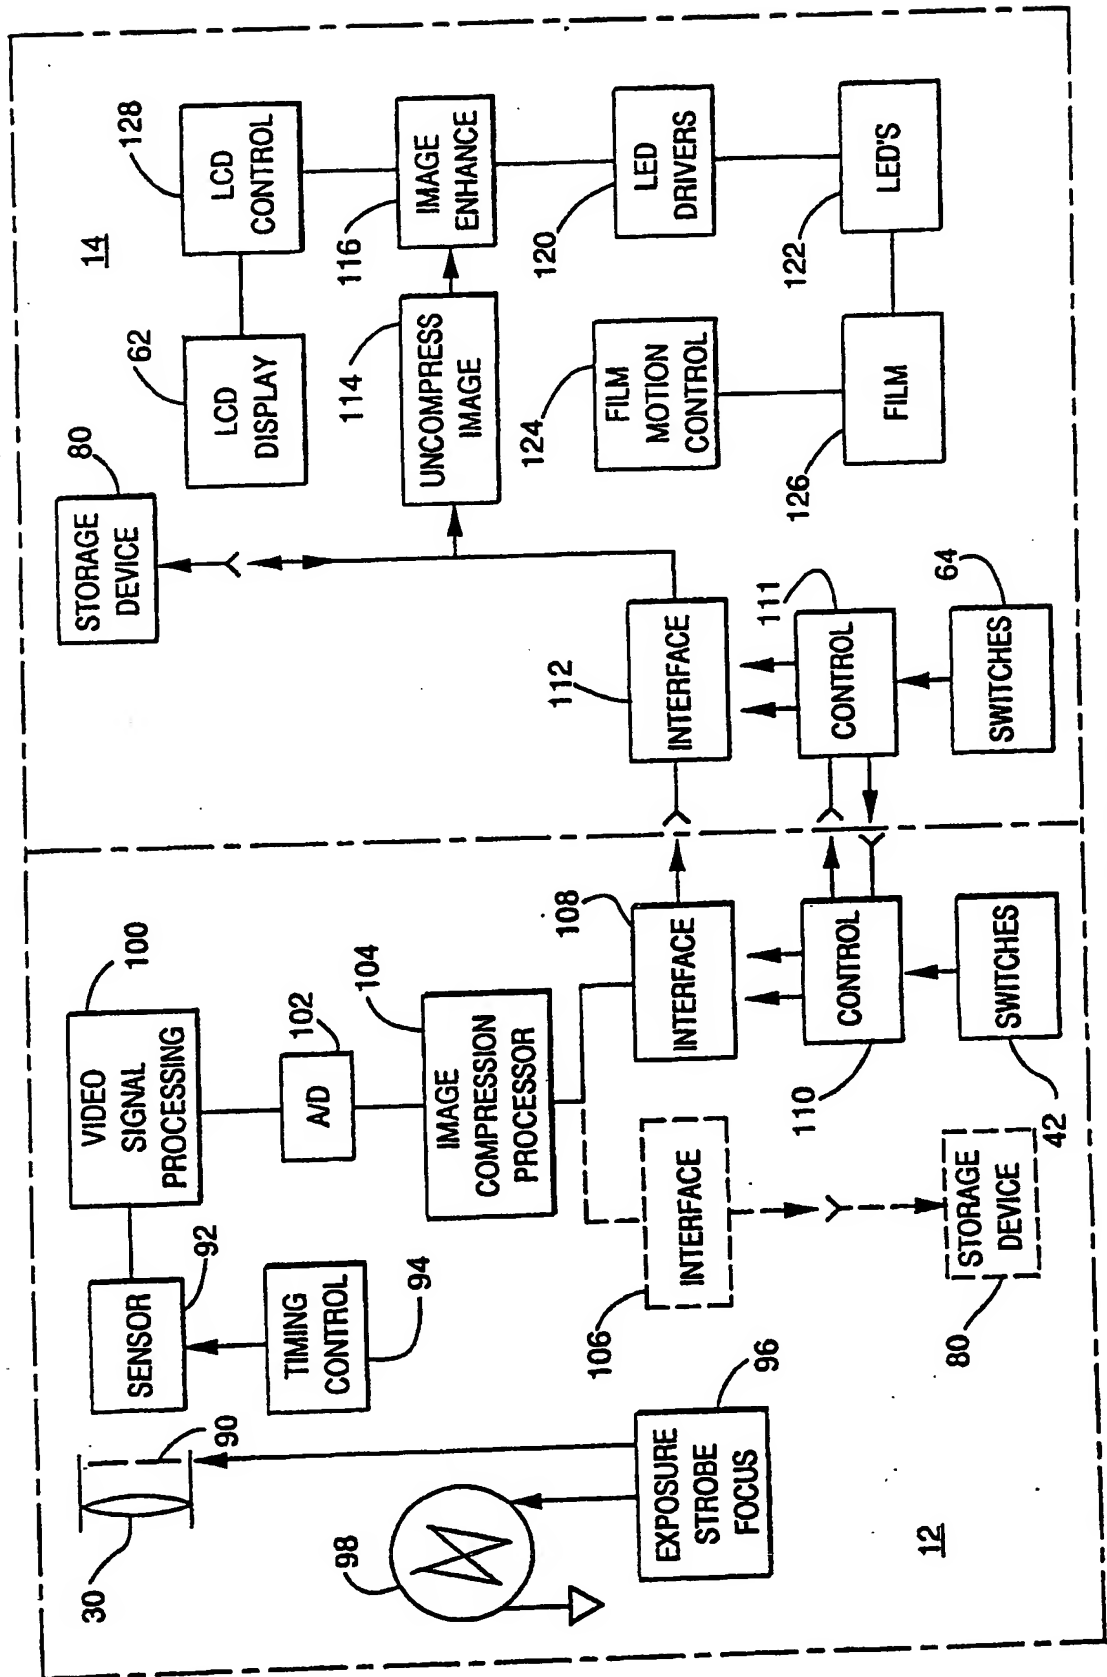 30
90
SENSOR
92
VIDEO
SIGNAL
PROCESSING
100
STORAGE
DEVICE
80
LCD
DISPLAY
62
LCD
CONTROL
128
14
TIMING
CONTROL
94
A/D
102
98
IMAGE
COMPRESSION
PROCESSOR
104
UNCOMPRESS
IMAGE
114
IMAGE
ENHANCE
116
EXPOSURE
STROBE
FOCUS
96
INTERFACE
106
INTERFACE
108
INTERFACE
112
FILM
MOTION
CONTROL
124
LED
DRIVERS
120
CONTROL
110
CONTROL
111
FILM
126
LED'S
122
12
STORAGE
DEVICE
80
SWITCHES
42
SWITCHES
64